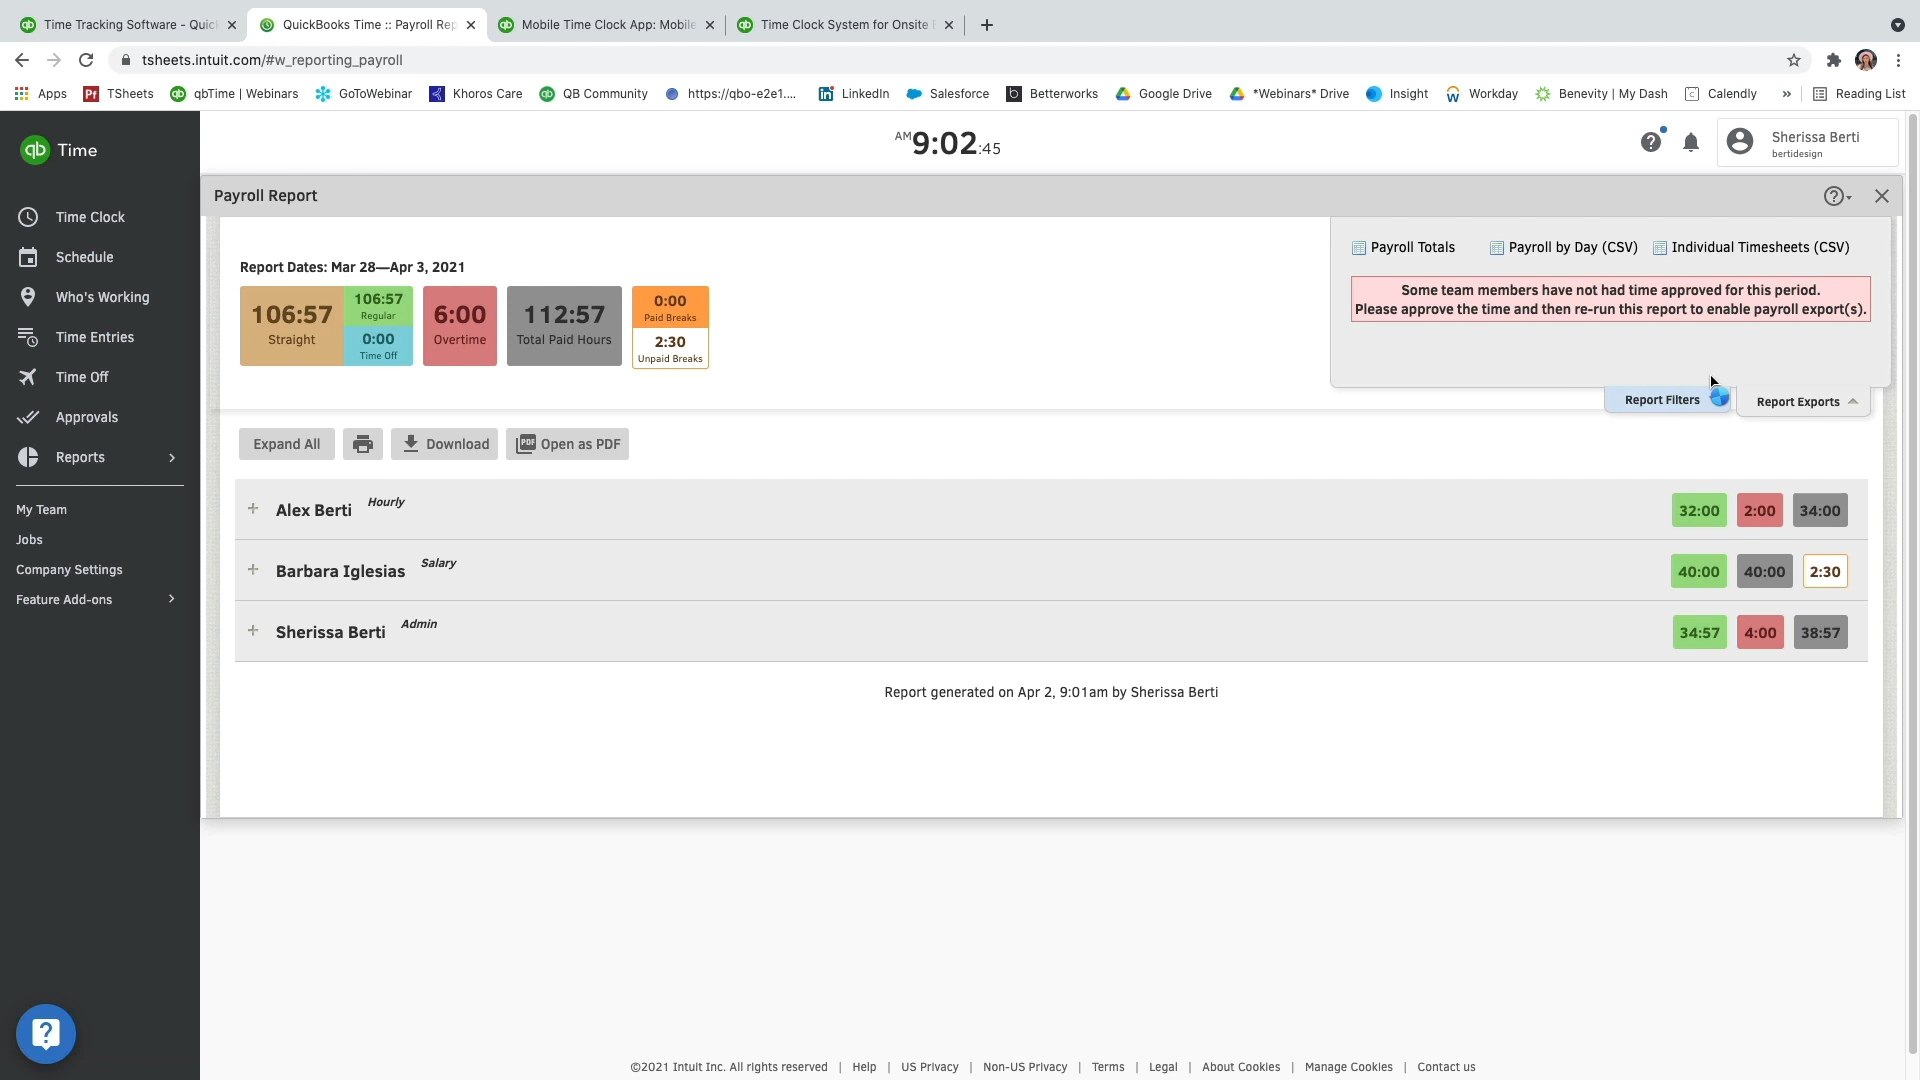 Time Tracking Software - Quick
QuickBooks Time :: Payroll Rep
Mobile Time Clock App: Mobile
Time Clock System for Onsite E
tsheets.intuit.com/#w_reporting_payroll
Apps
TSheets
qbTime | Webinars
GoToWebinar
Khoros Care
QB Community
https://qbo-e2e1....
LinkedIn
Salesforce
Betterworks
Google Drive
*Webinars* Drive
Insight
Workday
Benevity | My Dash
Calendly
»
Reading List
qb Time
AM 9:02:45
Sherissa Berti
bertidesign
Time Clock
Schedule
Who's Working
Time Entries
Time Off
Approvals
Reports
My Team
Jobs
Company Settings
Feature Add-ons
Payroll Report
Report Dates: Mar 28—Apr 3, 2021
106:57
Straight
106:57
Regular
0:00
Time Off
6:00
Overtime
112:57
Total Paid Hours
0:00
Paid Breaks
2:30
Unpaid Breaks
Payroll Totals
Payroll by Day (CSV)
Individual Timesheets (CSV)
Some team members have not had time approved for this period.
Please approve the time and then re-run this report to enable payroll export(s).
Report Filters
Report Exports
Expand All
Download
PDF Open as PDF
+ Alex Berti Hourly 32:00 2:00 34:00
+ Barbara Iglesias Salary 40:00 40:00 2:30
+ Sherissa Berti Admin 34:57 4:00 38:57
Report generated on Apr 2, 9:01am by Sherissa Berti
©2021 Intuit Inc. All rights reserved | Help | US Privacy | Non-US Privacy | Terms | Legal | About Cookies | Manage Cookies | Contact us